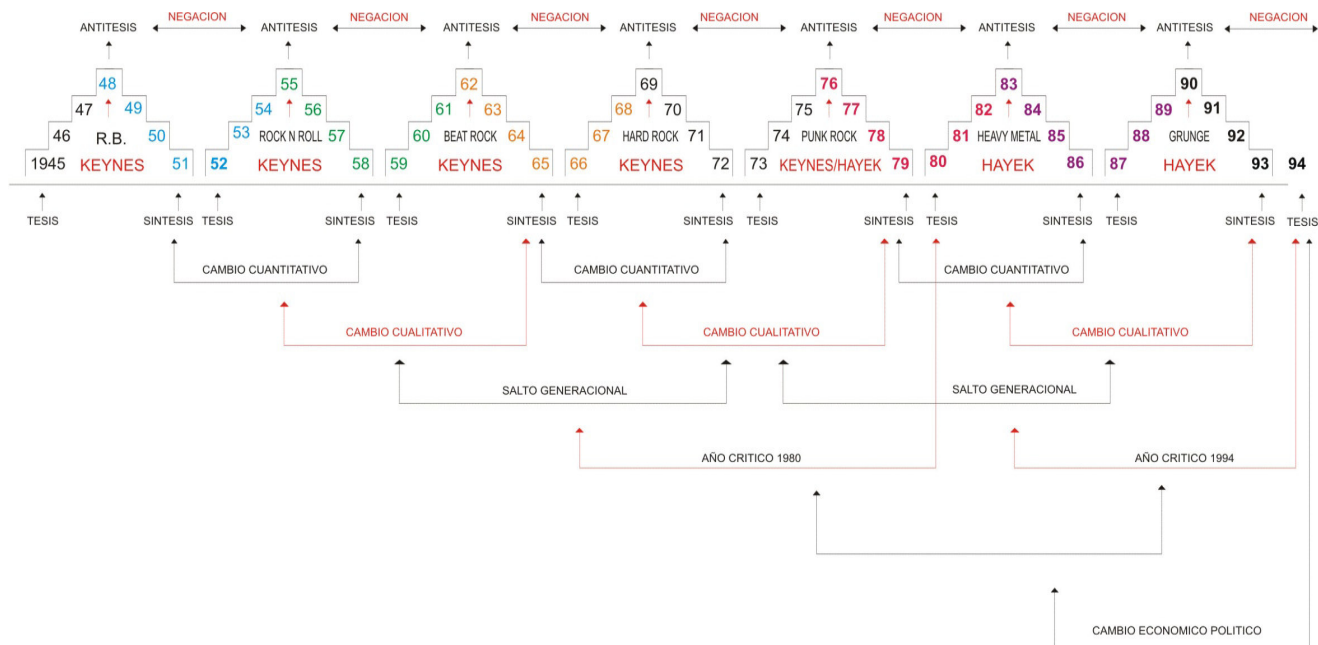 NEGACION NEGACION NEGACION NEGACION NEGACION NEGACION NEGACION
ANTITESIS ANTITESIS ANTITESIS ANTITESIS ANTITESIS ANTITESIS ANTITESIS
48 55 62 69 76 83 90
47 49 54 56 61 63 68 70 75 77 82 84 89 91
46 R.B. 50 53 ROCK N ROLL 57 60 BEAT ROCK 64 67 HARD ROCK 71 74 PUNK ROCK 78 81 HEAVY METAL 85 88 GRUNGE 92
1945 KEYNES 51 52 KEYNES 58 59 KEYNES 65 66 KEYNES 72 73 KEYNES/HAYEK 79 80 HAYEK 86 87 HAYEK 93 94
TESIS SINTESIS TESIS SINTESIS TESIS SINTESIS TESIS SINTESIS TESIS SINTESIS TESIS SINTESIS TESIS SINTESIS TESIS
CAMBIO CUANTITATIVO CAMBIO CUANTITATIVO CAMBIO CUANTITATIVO
CAMBIO CUALITATIVO CAMBIO CUALITATIVO CAMBIO CUALITATIVO
SALTO GENERACIONAL SALTO GENERACIONAL
AÑO CRITICO 1980 AÑO CRITICO 1994
CAMBIO ECONOMICO POLITICO